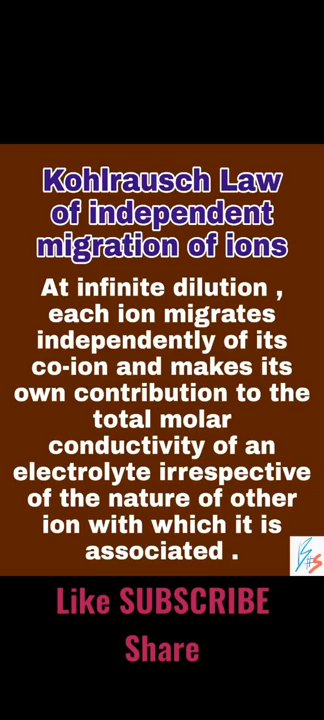 Kohlrausch Law
of independent
migration of ions
At infinite dilution ,
each ion migrates
independently of its
co-ion and makes its
own contribution to the
total molar
conductivity of an
electrolyte irrespective
of the nature of other
ion with which it is
associated .
Like SUBSCRIBE
Share